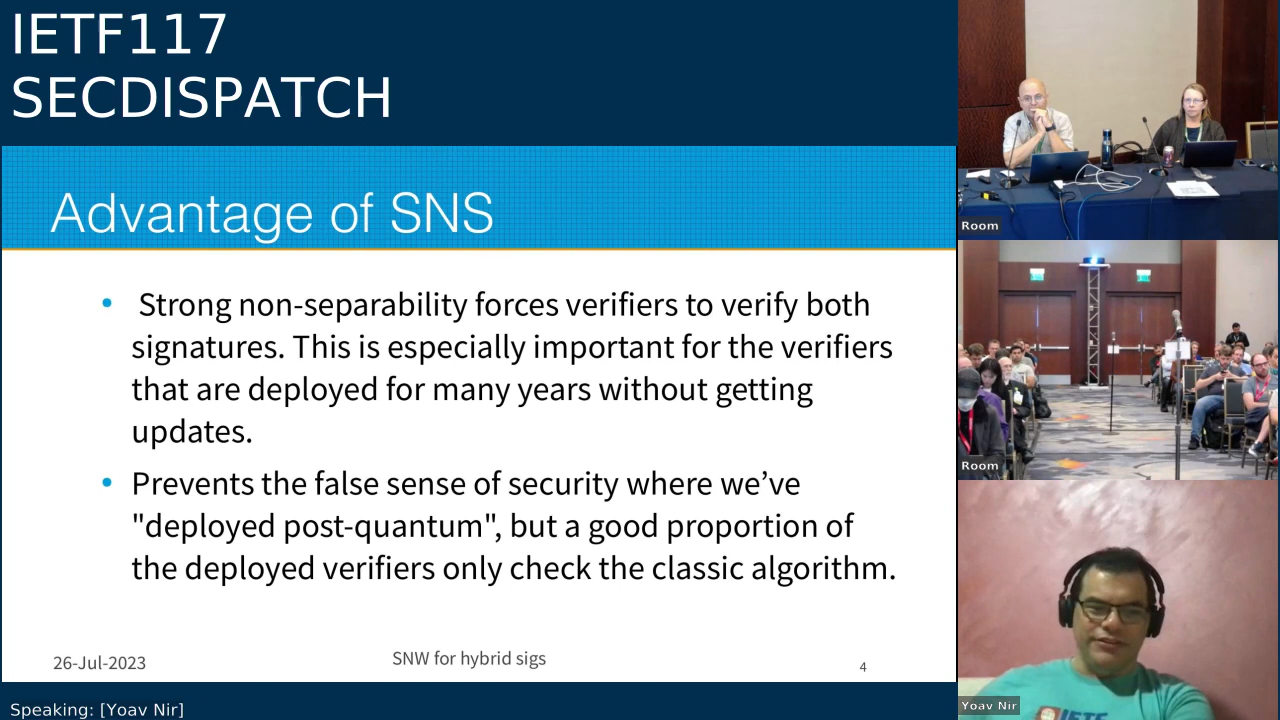 IETF117
SECDISPATCH
Advantage of SNS
• Strong non-separability forces verifiers to verify both
signatures. This is especially important for the verifiers
that are deployed for many years without getting
updates.
• Prevents the false sense of security where we’ve
"deployed post-quantum", but a good proportion of
the deployed verifiers only check the classic algorithm.
26-Jul-2023
SNW for hybrid sigs
4
Speaking: [Yoav Nir]
Room
Room
Yoav Nir
IETF